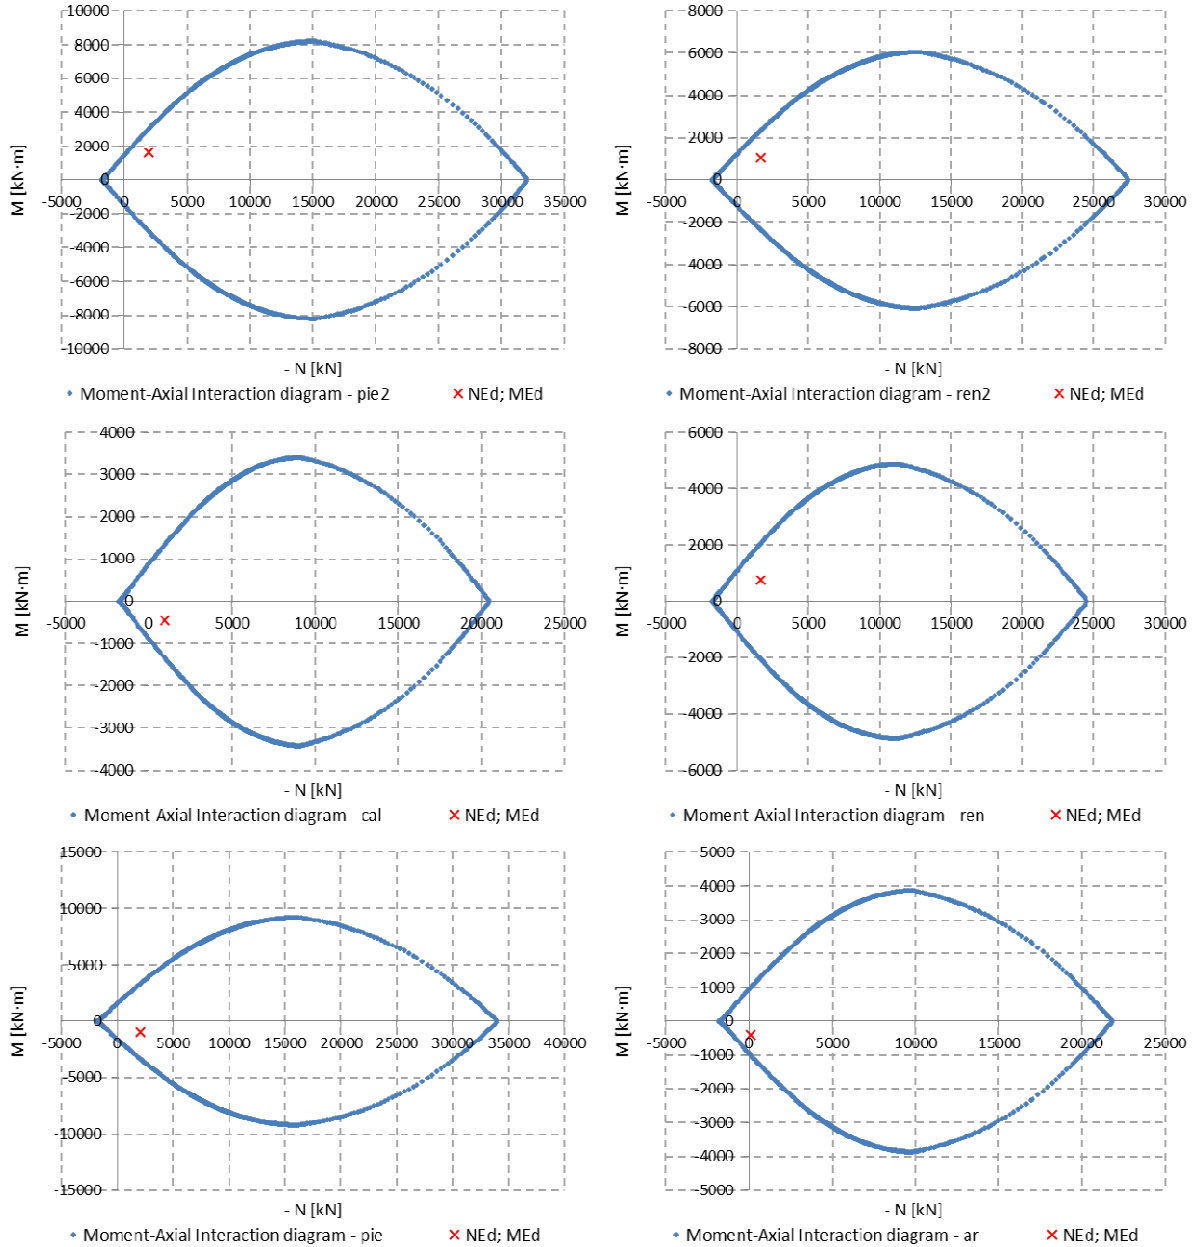 10000
8000
6000
4000
2000
0
-2000
-4000
-6000
-8000
-10000
M [kN·m]
-5000 0 5000 10000 15000 20000 25000 30000 35000
- N [kN]
Moment-Axial Interaction diagram - pie2 NEd; MEd
8000
6000
4000
2000
0
-2000
-4000
-6000
-8000
M [kN·m]
-5000 0 5000 10000 15000 20000 25000 30000
- N [kN]
Moment-Axial Interaction diagram - ren2 NEd; MEd
4000
3000
2000
1000
0
-1000
-2000
-3000
-4000
M [kN·m]
-5000 0 5000 10000 15000 20000 25000
- N [kN]
Moment Axial Interaction diagram cal NEd; MEd
6000
4000
2000
0
-2000
-4000
-6000
M [kN·m]
-5000 0 5000 10000 15000 20000 25000 30000
- N [kN]
Moment Axial Interaction diagram ren NEd; MEd
15000
10000
5000
0
-5000
-10000
-15000
M [kN·m]
-5000 0 5000 10000 15000 20000 25000 30000 35000 40000
- N [kN]
Moment-Axial Interaction diagram - pie NEd; MEd
5000
4000
3000
2000
1000
0
-1000
-2000
-3000
-4000
-5000
M [kN·m]
-5000 0 5000 10000 15000 20000 25000
- N [kN]
Moment-Axial Interaction diagram - ar NEd; MEd